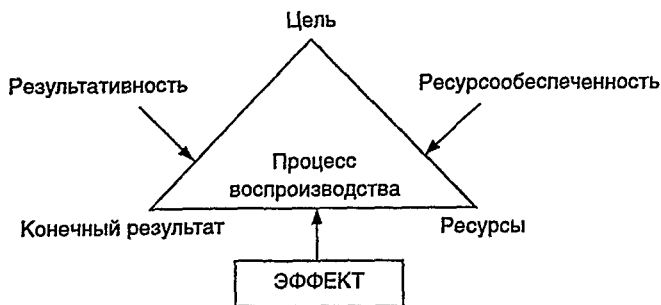 Цель
Результативность
Ресурсообеспеченность
Процесс
воспроизводства
Конечный результат
Ресурсы
ЭФФЕКТ